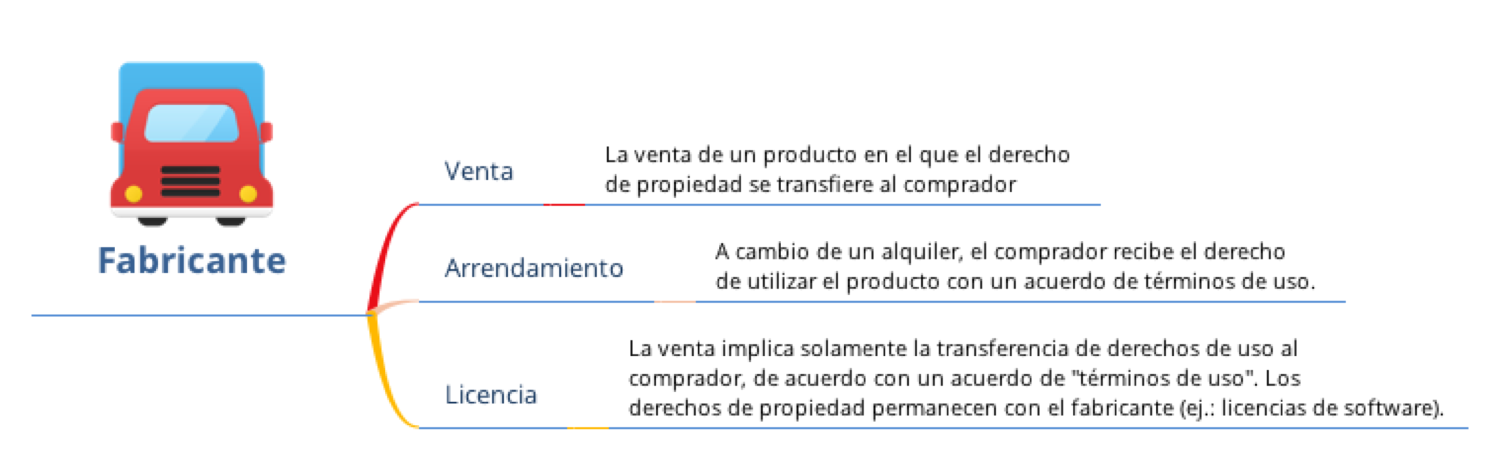 Fabricante
Venta
La venta de un producto en el que el derecho
de propiedad se transfiere al comprador
Arrendamiento
A cambio de un alquiler, el comprador recibe el derecho
de utilizar el producto con un acuerdo de términos de uso.
Licencia
La venta implica solamente la transferencia de derechos de uso al
comprador, de acuerdo con un acuerdo de "términos de uso". Los
derechos de propiedad permanecen con el fabricante (ej.: licencias de software).